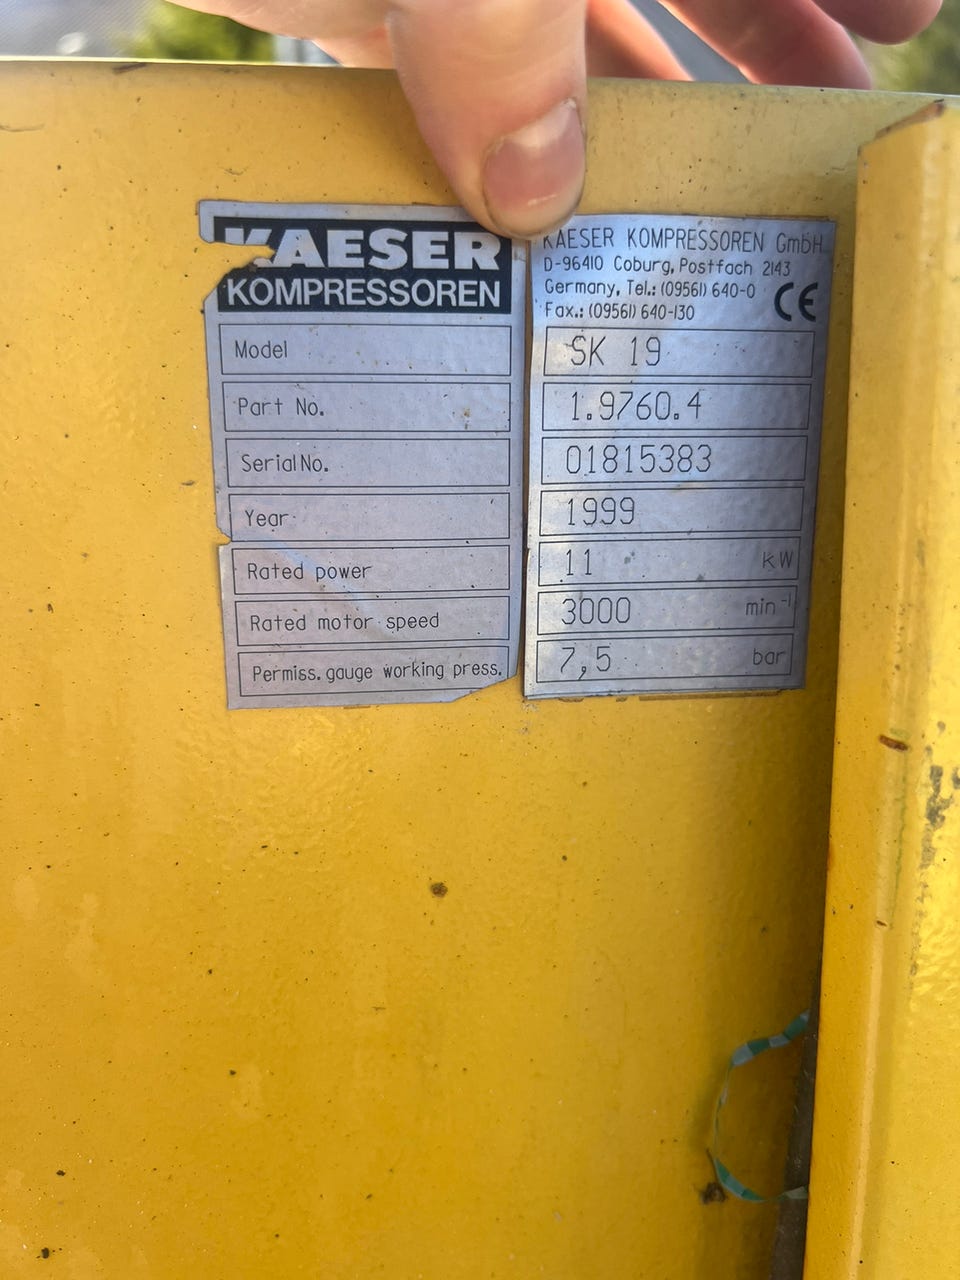 KAESER
KOMPRESSOREN
KAESER KOMPRESSOREN GmbH
D-96410 Coburg, Postfach 2143
Germany, Tel.: (09561) 640-0
Fax.: (09561) 640-130
CE
Model SK 19
Part No. 1.9760.4
Serial No. 01815383
Year 1999
Rated power 11 kW
Rated motor speed 3000 min⁻¹
Permiss. gauge working press. 7,5 bar